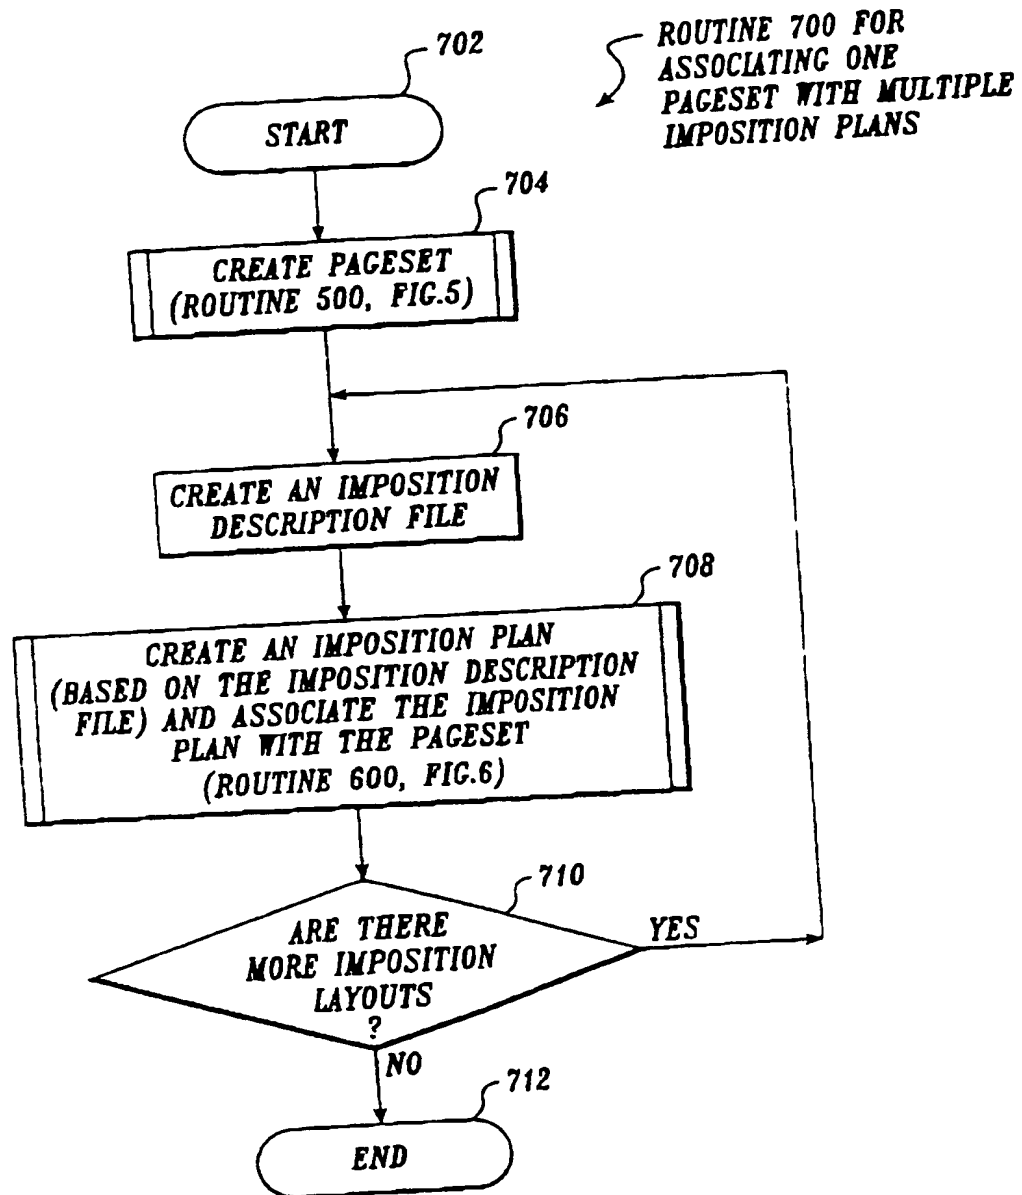 702
ROUTINE 700 FOR
ASSOCIATING ONE
PAGESET WITH MULTIPLE
IMPOSITION PLANS
START
704
CREATE PAGESET
(ROUTINE 500, FIG.5)
706
CREATE AN IMPOSITION
DESCRIPTION FILE
708
CREATE AN IMPOSITION PLAN
(BASED ON THE IMPOSITION DESCRIPTION
FILE) AND ASSOCIATE THE IMPOSITION
PLAN WITH THE PAGESET
(ROUTINE 600, FIG.6)
710
ARE THERE
MORE IMPOSITION
LAYOUTS
?
YES
NO
712
END